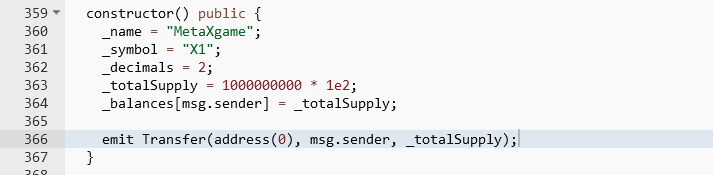 359 constructor() public {
360 _name = "MetaXgame";
361 _symbol = "X1";
362 _decimals = 2;
363 _totalSupply = 1000000000 * 1e2;
364 _balances[msg.sender] = _totalSupply;
365
366 emit Transfer(address(0), msg.sender, _totalSupply);
367 }
368